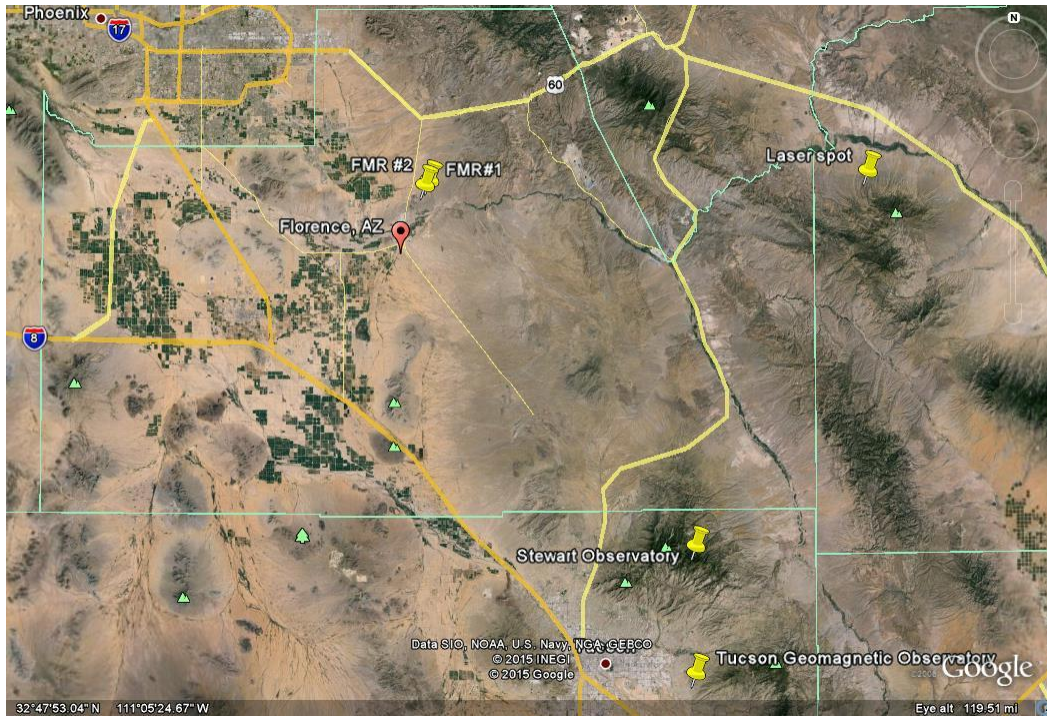 Phoenix
17
N
60
Laser spot
FMR #2
FMR#1
Florence, AZ
8
Stewart Observatory
Data SIO, NOAA, U.S. Navy, NGA, GEBCO
© 2015 INEGI
© 2015 Google
Tucson Geomagnetic Observatory
Google
32°47'53.04" N 111°05'24.67" W
Eye alt 119.51 mi